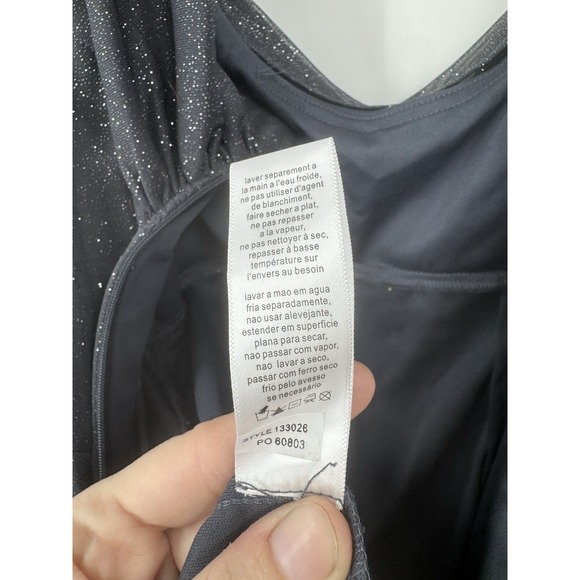 laver separement a
la main a l'eau froide,
ne pas utiliser d'agent
de blanchiment,
faire secher a plat,
ne pas repasser
a la vapeur,
ne pas nettoyer à sec,
repasser à basse
température sur
l'envers au besoin
lavar a mao em agua
fria separadamente,
nao usar alevejante,
estender em superficie
plana para secar,
nao passar com vapor,
nao lavar a seco,
passar com ferro seco
frio pelo avesso
se necessário
STYLE 133026
PO 60803